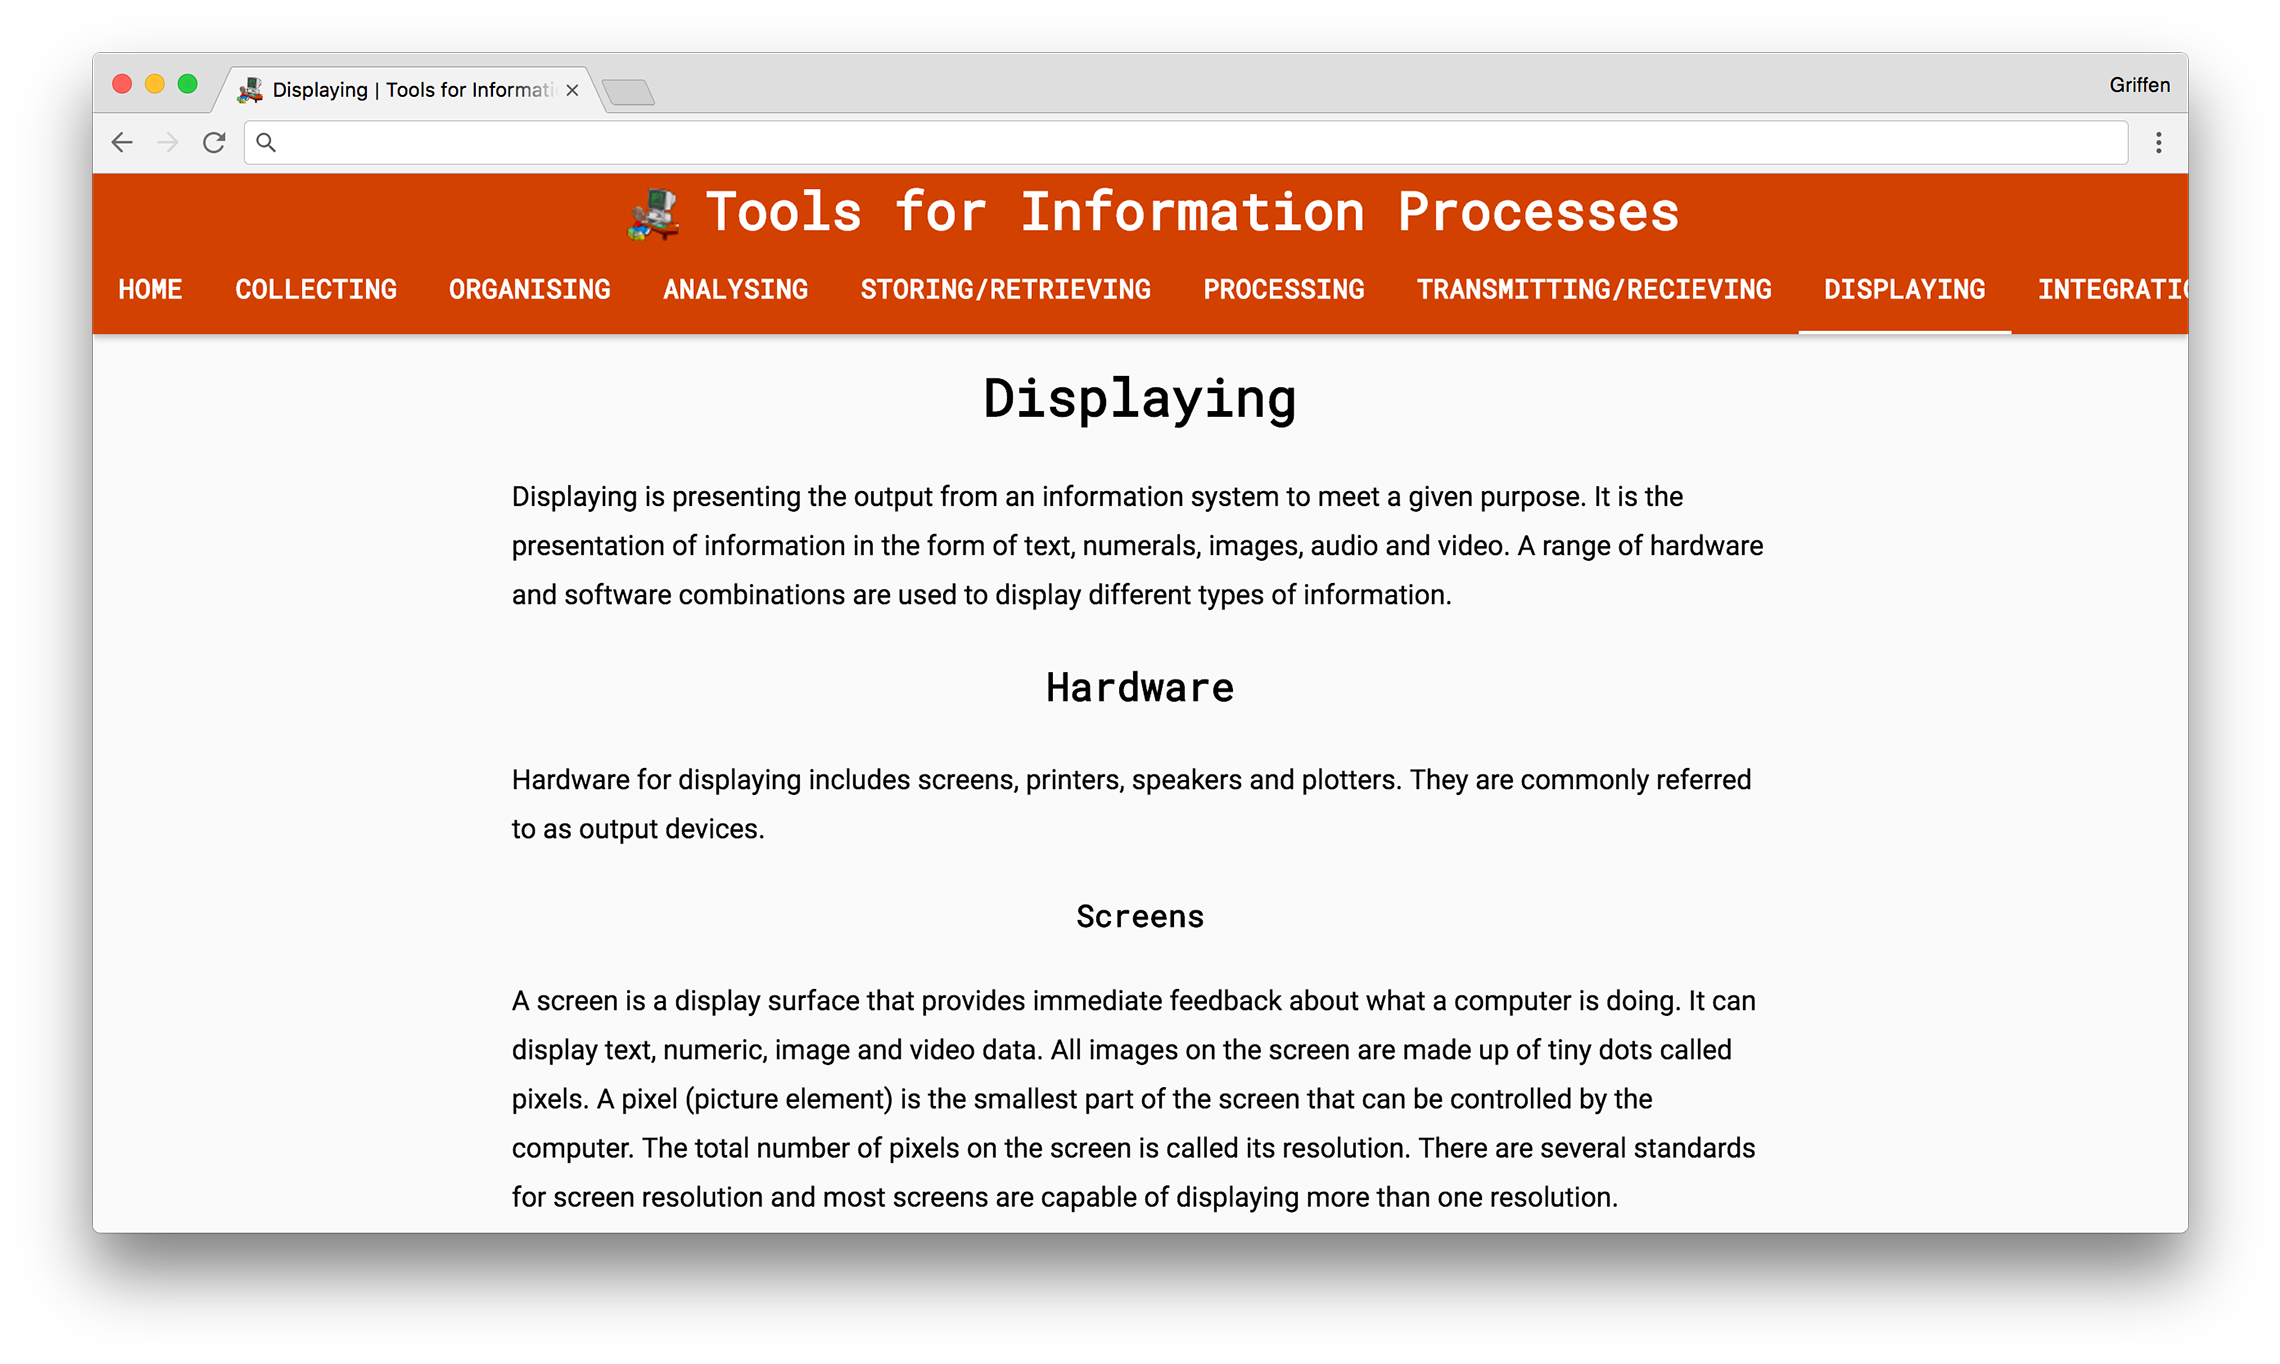 Displaying | Tools for Informati
Griffen
Tools for Information Processes
HOME COLLECTING ORGANISING ANALYSING STORING/RETRIEVING PROCESSING TRANSMITTING/RECIEVING DISPLAYING INTEGRATIO
Displaying
Displaying is presenting the output from an information system to meet a given purpose. It is the
presentation of information in the form of text, numerals, images, audio and video. A range of hardware
and software combinations are used to display different types of information.
Hardware
Hardware for displaying includes screens, printers, speakers and plotters. They are commonly referred
to as output devices.
Screens
A screen is a display surface that provides immediate feedback about what a computer is doing. It can
display text, numeric, image and video data. All images on the screen are made up of tiny dots called
pixels. A pixel (picture element) is the smallest part of the screen that can be controlled by the
computer. The total number of pixels on the screen is called its resolution. There are several standards
for screen resolution and most screens are capable of displaying more than one resolution.